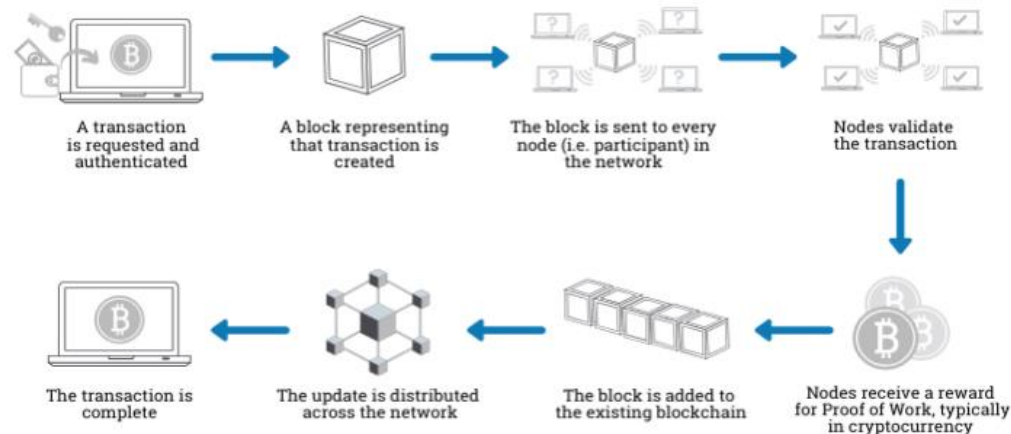 A transaction
is requested and
authenticated
A block representing
that transaction is
created
The block is sent to every
node (i.e. participant) in
the network
Nodes validate
the transaction
The transaction is
complete
The update is distributed
across the network
The block is added to
the existing blockchain
Nodes receive a reward
for Proof of Work, typically
in cryptocurrency